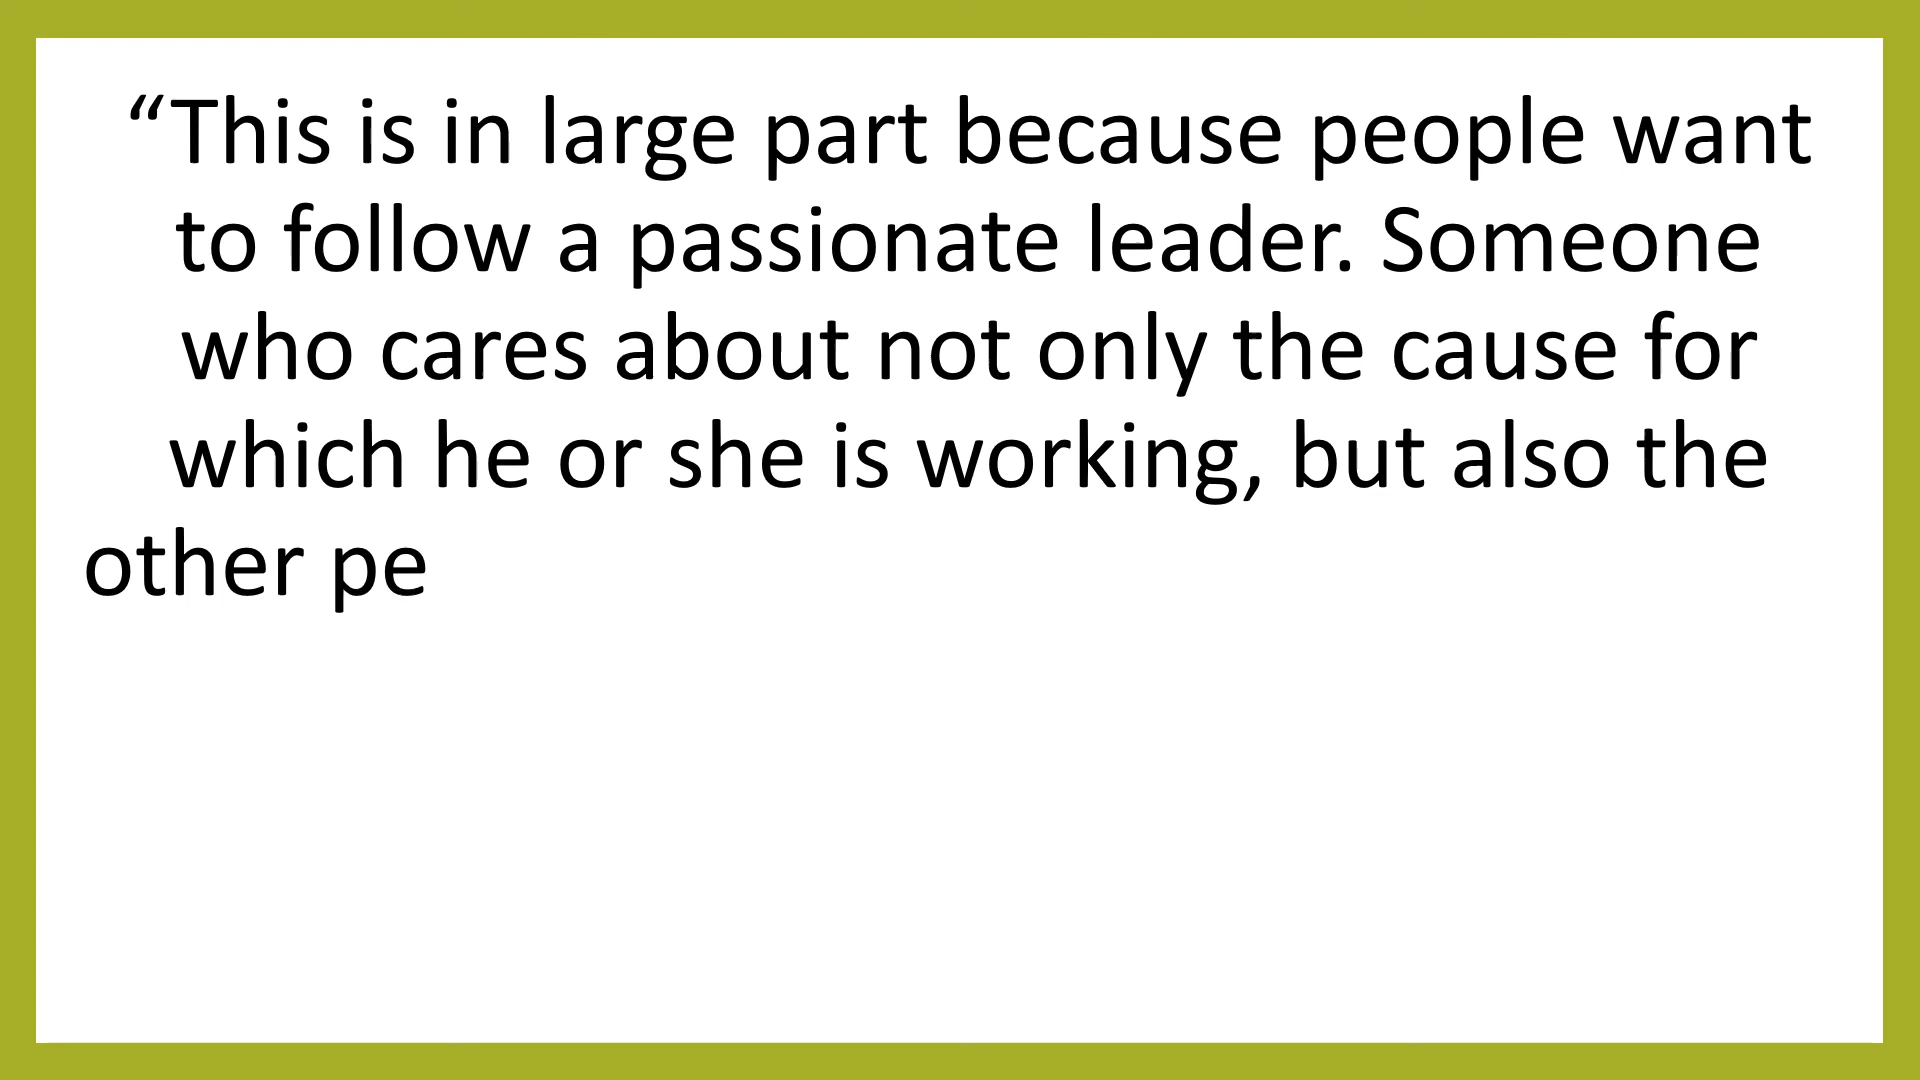 “This is in large part because people want
to follow a passionate leader. Someone
who cares about not only the cause for
which he or she is working, but also the
other pe